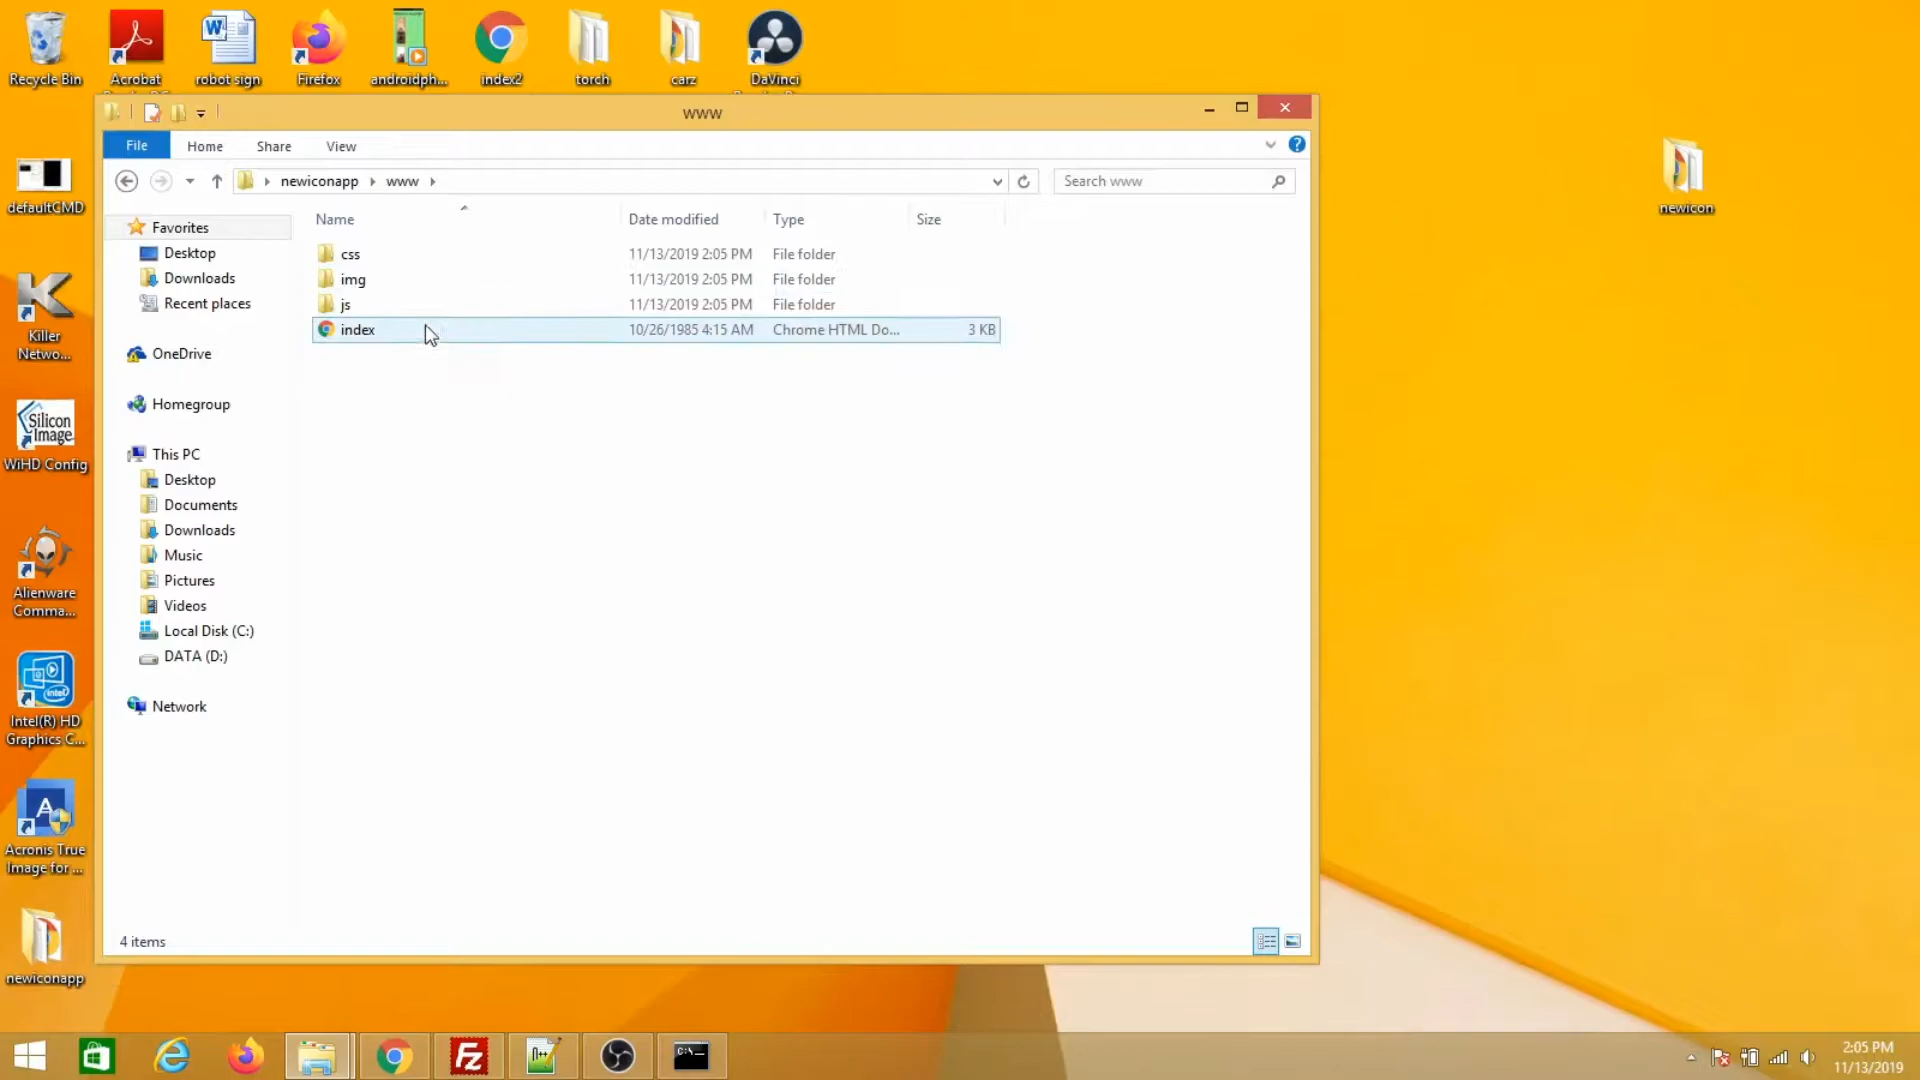 Recycle Bin
Acrobat
robot sign
Firefox
androidph...
index2
torch
carz
DaVinci
www
File
Home
Share
View
newiconapp
www
Search www
Name
Date modified
Type
Size
css
11/13/2019 2:05 PM
File folder
img
11/13/2019 2:05 PM
File folder
js
11/13/2019 2:05 PM
File folder
index
10/26/1985 4:15 AM
Chrome HTML Do...
3 KB
Favorites
Desktop
Downloads
Recent places
OneDrive
Homegroup
This PC
Desktop
Documents
Downloads
Music
Pictures
Videos
Local Disk (C:)
DATA (D:)
Network
4 items
defaultCMD
Killer
Netwo...
Silicon
Image
WiHD Config
Alienware
Comma...
intel
Intel(R) HD
Graphics C...
A
Acronis True
Image for ...
newiconapp
newicon
Fz
C:\
2:05 PM
11/13/2019